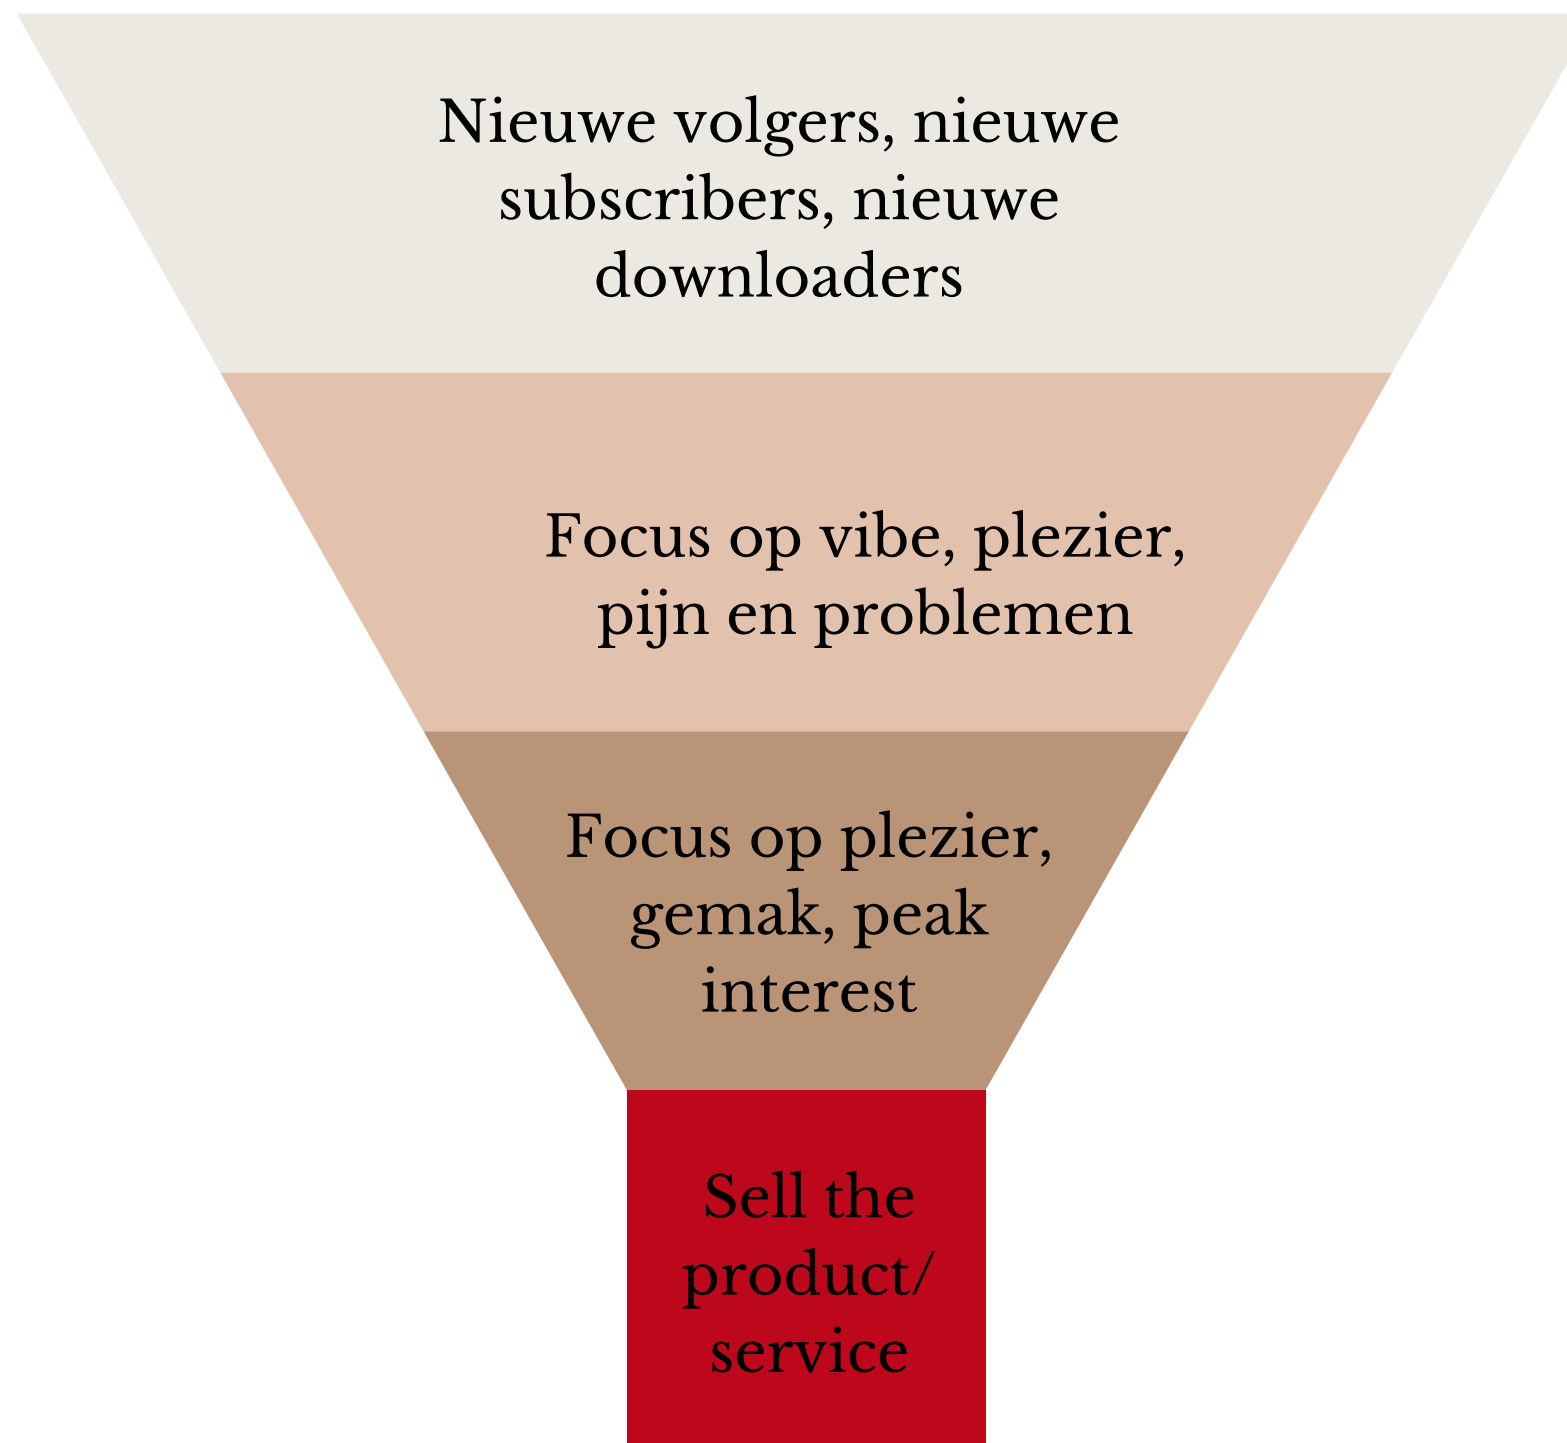 Nieuwe volgers, nieuwe
subscribers, nieuwe
downloaders
Focus op vibe, plezier,
pijn en problemen
Focus op plezier,
gemak, peak
interest
Sell the
product/
service